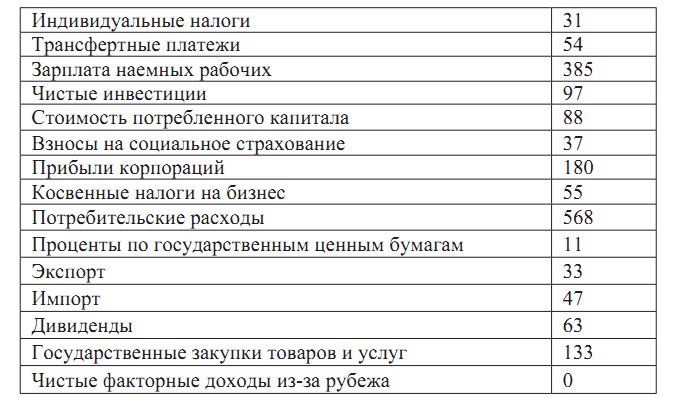 Индивидуальные налоги 31
Трансфертные платежи 54
Зарплата наемных рабочих 385
Чистые инвестиции 97
Стоимость потребленного капитала 88
Взносы на социальное страхование 37
Прибыли корпораций 180
Косвенные налоги на бизнес 55
Потребительские расходы 568
Проценты по государственным ценным бумагам 11
Экспорт 33
Импорт 47
Дивиденды 63
Государственные закупки товаров и услуг 133
Чистые факторные доходы из-за рубежа 0